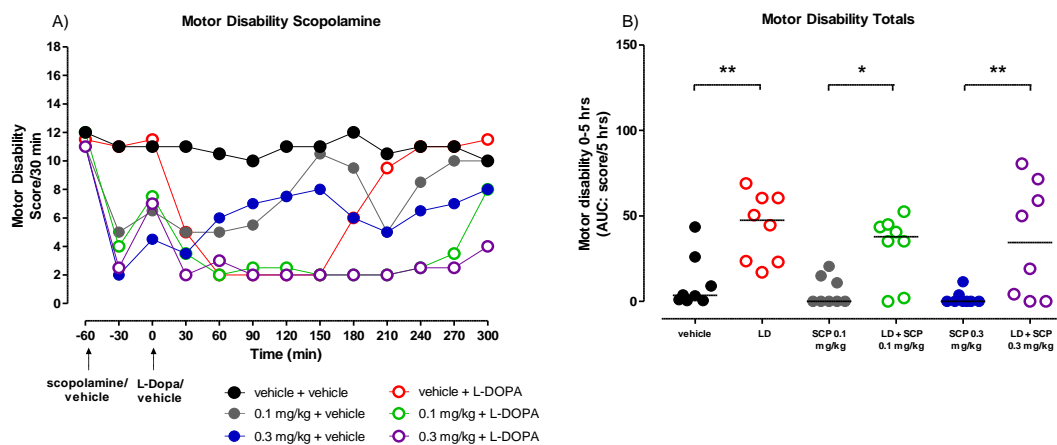 A)
Motor Disability Scopolamine
Motor Disability
Score/30 min
18
16
14
12
10
8
6
4
2
0
-60 -30 0 30 60 90 120 150 180 210 240 270 300
Time (min)
scopolamine/
vehicle
L-Dopa/
vehicle
vehicle + vehicle
0.1 mg/kg + vehicle
0.3 mg/kg + vehicle
vehicle + L-DOPA
0.1 mg/kg + L-DOPA
0.3 mg/kg + L-DOPA
B)
Motor Disability Totals
Motor disability 0-5 hrs
(AUC: score/5 hrs)
150
100
50
0
** * **
vehicle LD SCP 0.1 LD + SCP SCP 0.3 LD + SCP
mg/kg 0.1 mg/kg mg/kg 0.3 mg/kg